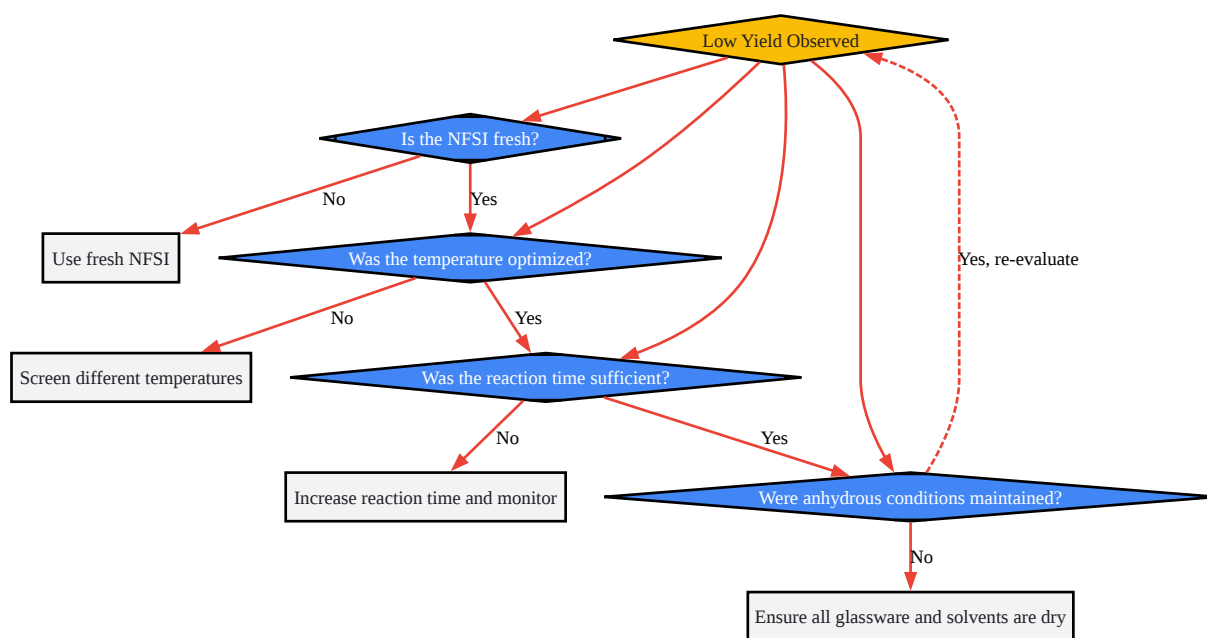 Low Yield Observed
Is the NFSI fresh?
No
Yes
Use fresh NFSI
Was the temperature optimized?
Yes, re-evaluate
No
Yes
Screen different temperatures
Was the reaction time sufficient?
No
Yes
Increase reaction time and monitor
Were anhydrous conditions maintained?
No
Ensure all glassware and solvents are dry